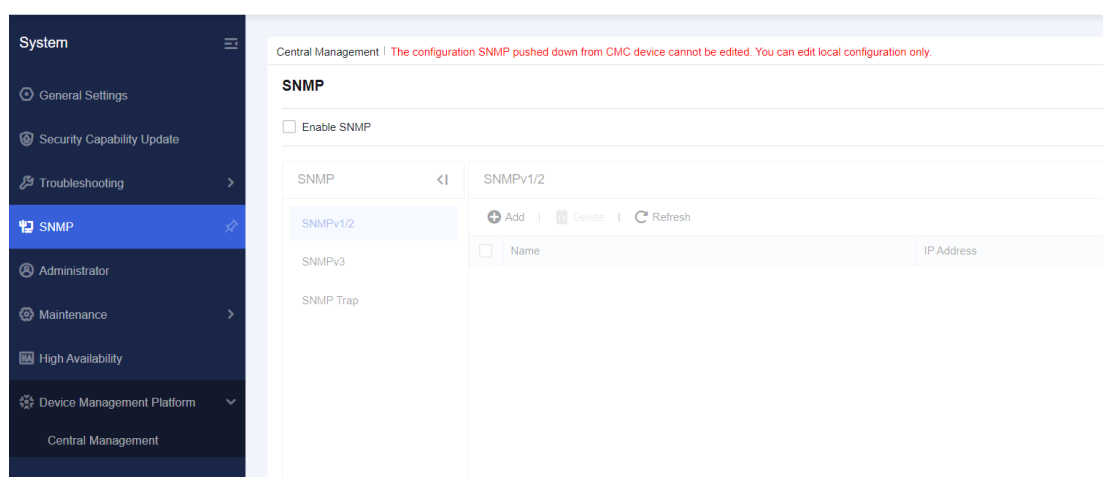 System
General Settings
Security Capability Update
Troubleshooting
SNMP
Administrator
Maintenance
High Availability
Device Management Platform
Central Management
Central Management | The configuration SNMP pushed down from CMC device cannot be edited. You can edit local configuration only.
SNMP
Enable SNMP
SNMP
SNMPv1/2
SNMPv3
SNMP Trap
SNMPv1/2
Add | Delete | Refresh
Name IP Address